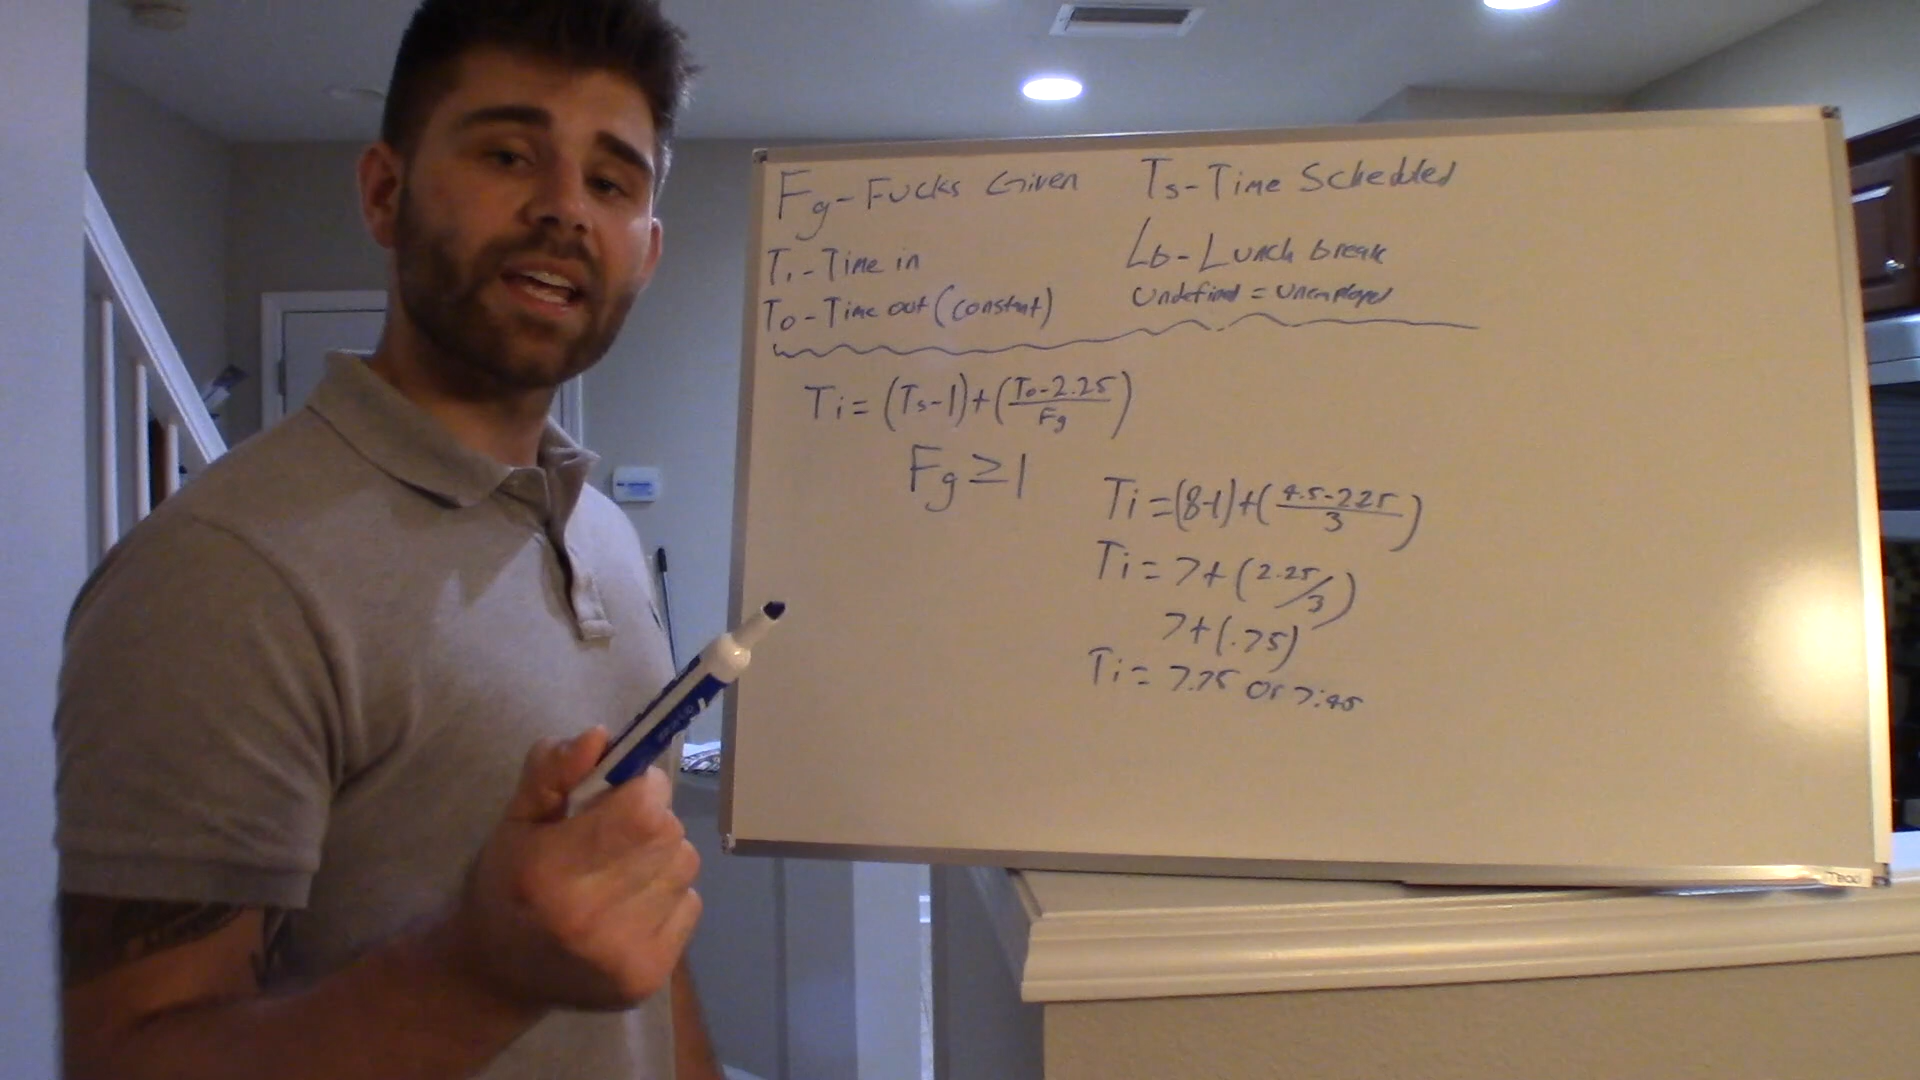 Fg - Fucks Given
Ts - Time Scheduled
Ti - Time in
Lb - Lunch break
To - Time out (constant)
undefined = unemployed
Ti = (Ts-1)+(To-2.25/Fg)
Fg ≥ 1
Ti = (8-1)+(4.5-2.25/3)
Ti = 7+(2.25/3)
7+(.75)
Ti = 7.75 or 7:45
Mead